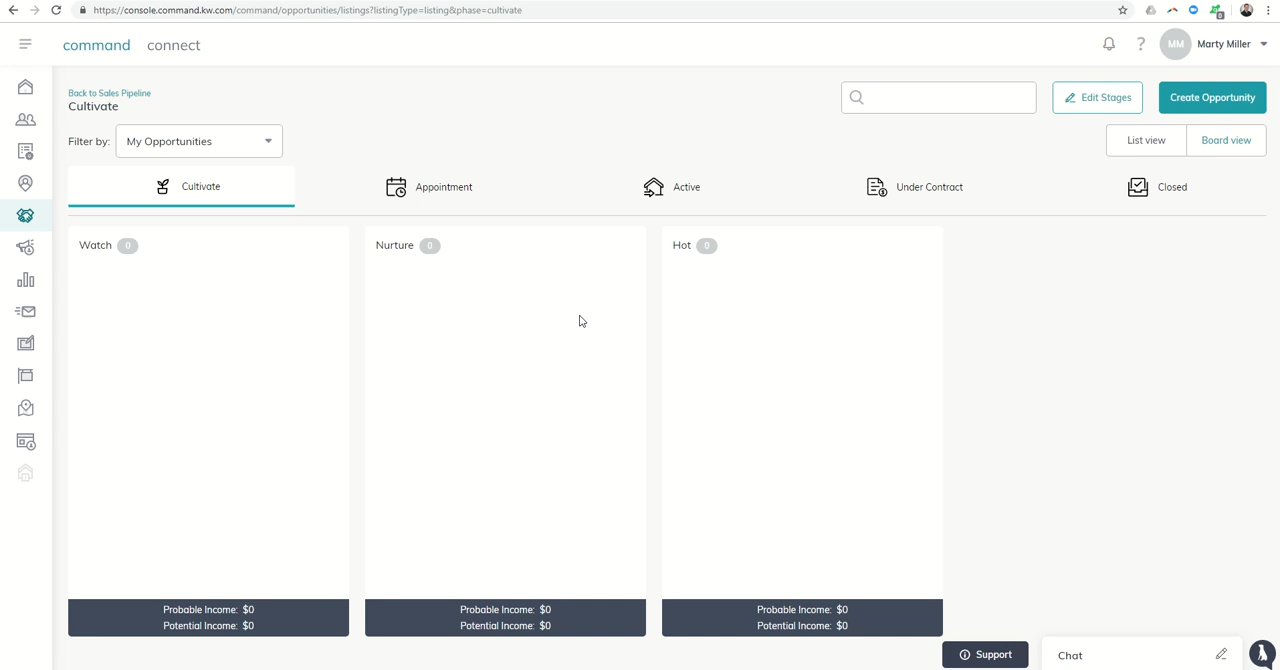 https://console.command.kw.com/command/opportunities/listings?listingType=listing&phase=cultivate
0
command connect
? MM Marty Miller
Back to Sales Pipeline
Cultivate
Edit Stages
Create Opportunity
Filter by: My Opportunities
List view
Board view
Cultivate
Appointment
Active
Under Contract
Closed
Watch 0
Nurture 0
Hot 0
Probable Income: $0
Potential Income: $0
Probable Income: $0
Potential Income: $0
Probable Income: $0
Potential Income: $0
Support
Chat